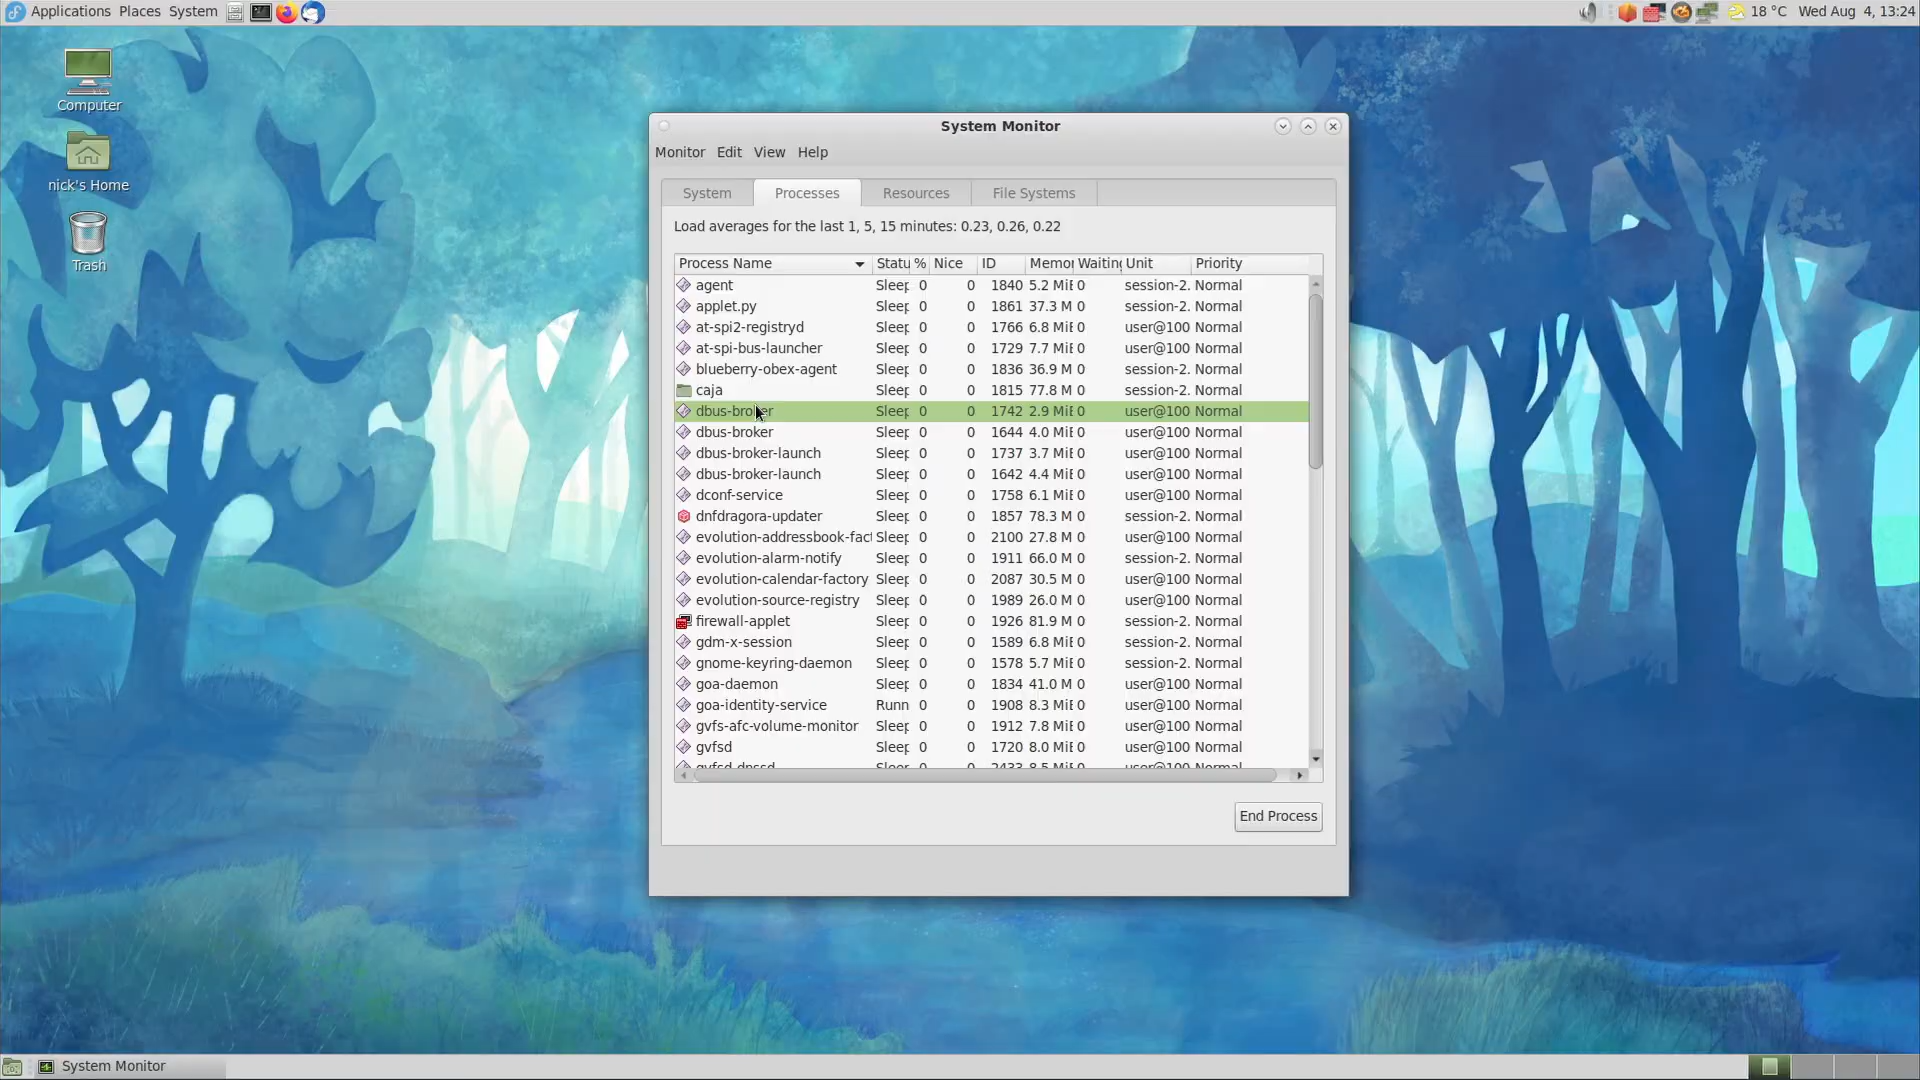 Applications Places System 18 °C Wed Aug 4, 13:24
Computer
nick's Home
Trash
System Monitor
Monitor Edit View Help
System Processes Resources File Systems
Load averages for the last 1, 5, 15 minutes: 0.23, 0.26, 0.22
Process Name Statu % Nice ID Memor Waiting Unit Priority
agent Sleep 0 0 1840 5.2 MiB 0 session-2. Normal
applet.py Sleep 0 0 1861 37.3 M 0 session-2. Normal
at-spi2-registryd Sleep 0 0 1766 6.8 MiB 0 user@100 Normal
at-spi-bus-launcher Sleep 0 0 1729 7.7 MiB 0 user@100 Normal
blueberry-obex-agent Sleep 0 0 1836 36.9 M 0 session-2. Normal
caja Sleep 0 0 1815 77.8 M 0 session-2. Normal
dbus-broker Sleep 0 0 1742 2.9 MiB 0 user@100 Normal
dbus-broker Sleep 0 0 1644 4.0 MiB 0 user@100 Normal
dbus-broker-launch Sleep 0 0 1737 3.7 MiB 0 user@100 Normal
dbus-broker-launch Sleep 0 0 1642 4.4 MiB 0 user@100 Normal
dconf-service Sleep 0 0 1758 6.1 MiB 0 user@100 Normal
dnfdragora-updater Sleep 0 0 1857 78.3 M 0 session-2. Normal
evolution-addressbook-fact Sleep 0 0 2100 27.8 M 0 user@100 Normal
evolution-alarm-notify Sleep 0 0 1911 66.0 M 0 session-2. Normal
evolution-calendar-factory Sleep 0 0 2087 30.5 M 0 user@100 Normal
evolution-source-registry Sleep 0 0 1989 26.0 M 0 user@100 Normal
firewall-applet Sleep 0 0 1926 81.9 M 0 session-2. Normal
gdm-x-session Sleep 0 0 1589 6.8 MiB 0 session-2. Normal
gnome-keyring-daemon Sleep 0 0 1578 5.7 MiB 0 session-2. Normal
goa-daemon Sleep 0 0 1834 41.0 M 0 user@100 Normal
goa-identity-service Runn 0 0 1908 8.3 MiB 0 user@100 Normal
gvfs-afc-volume-monitor Sleep 0 0 1912 7.8 MiB 0 user@100 Normal
gvfsd Sleep 0 0 1720 8.0 MiB 0 user@100 Normal
gvfsd-dnssd Sleep 0 0 2433 8.5 MiB 0 user@100 Normal
End Process
System Monitor